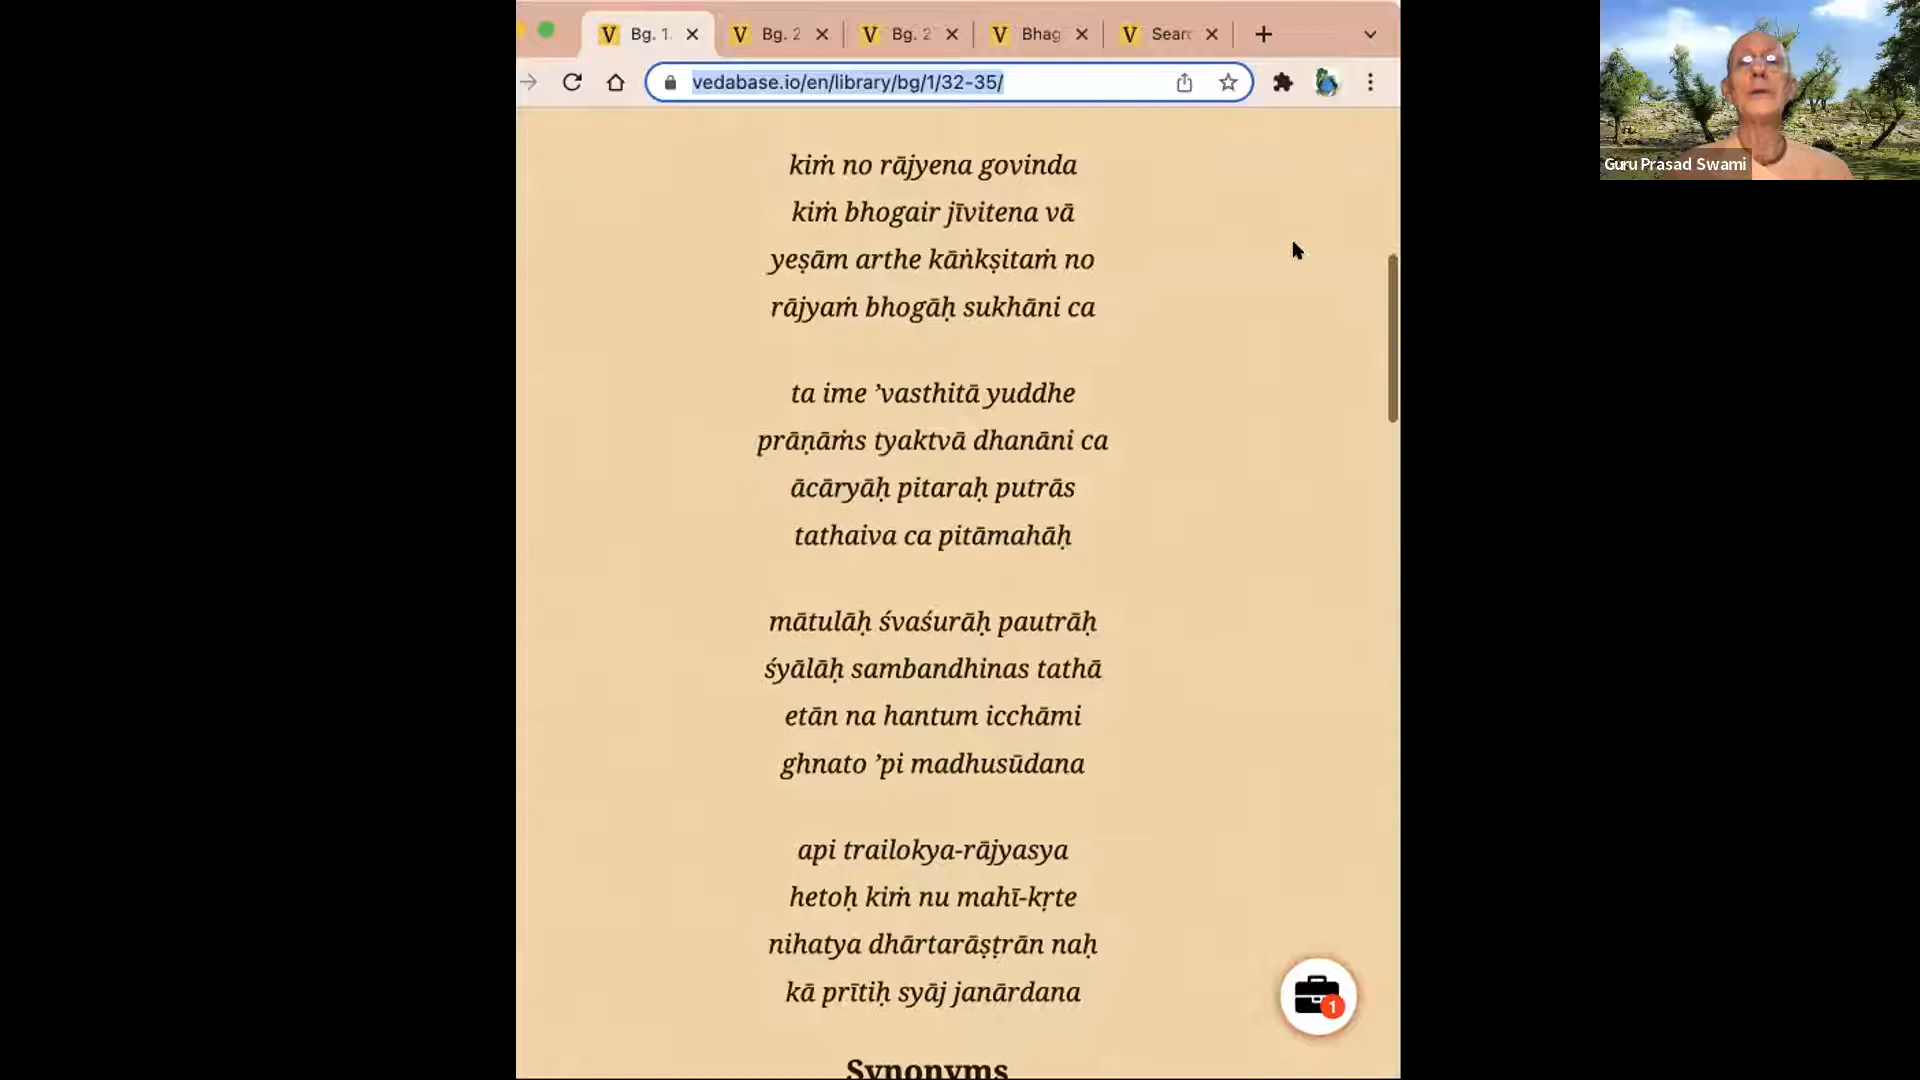 Bg. 1. Bg. 2 Bg. 2 Bhag Sear
vedabase.io/en/library/bg/1/32-35/
Guru Prasad Swami
kiṁ no rājyena govinda
kiṁ bhogair jīvitena vā
yeṣām arthe kāṅkṣitaṁ no
rājyaṁ bhogāḥ sukhāni ca
ta ime ’vasthitā yuddhe
prāṇāṁs tyaktvā dhanāni ca
ācāryāḥ pitaraḥ putrās
tathaiva ca pitāmahāḥ
mātulāḥ śvaśurāḥ pautrāḥ
śyālāḥ sambandhinas tathā
etān na hantum icchāmi
ghnato ’pi madhusūdana
api trailokya-rājyasya
hetoḥ kiṁ nu mahī-kṛte
nihatya dhārtarāṣṭrān naḥ
kā prītiḥ syāj janārdana
1
Synonyms